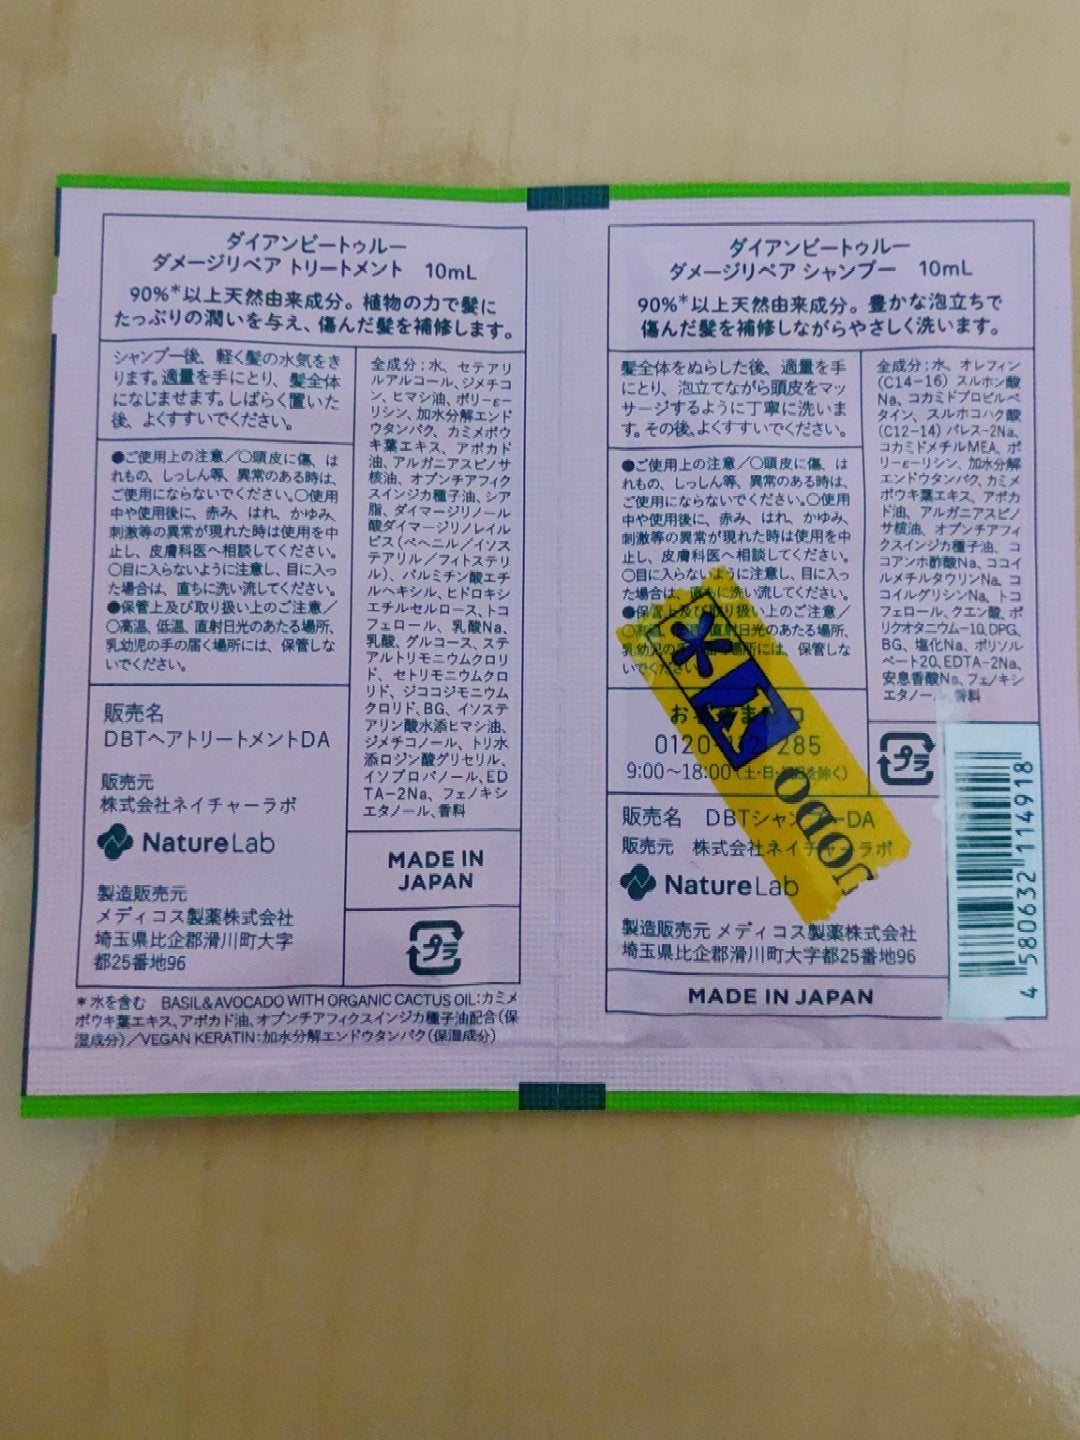 ダイアンビートゥルー
ダメージリペア トリートメント 10mL
90%*以上天然由来成分。植物の力で髪に
たっぷりの潤いを与え、傷んだ髪を補修します。
シャンプー後、軽く髪の水気をき
ります。適量を手にとり、髪全体
になじませます。しばらく置いた
後、よくすすいでください。
●ご使用上の注意/○頭皮に傷、は
れもの、しっしん等、異常のある時は、
ご使用にならないでください。○使用
中や使用後に、赤み、はれ、かゆみ、
刺激等の異常が現れた時は使用を中
止し、皮膚科医へ相談してください。
○目に入らないように注意し、目に入っ
た場合は、直ちに洗い流してください。
●保管上及び取り扱い上のご注意/
○高温、低温、直射日光のあたる場所、
乳幼児の手の届く場所には、保管しな
いでください。
販売名
DBTヘアトリートメントDA
販売元
株式会社ネイチャーラボ
NatureLab
製造販売元
メディコス製薬株式会社
埼玉県比企郡滑川町大字
都25番地96
全成分:水、セテアリ
ルアルコール、ジメチコ
ン、ヒマシ油、ポリ-ε-
リシン、加水分解エンド
ウタンパク、カミメボウ
キ葉エキス、アボカド
油、アルガニアスピノサ
核油、オプンチアフィク
スインジカ種子油、シア
脂、ダイマージリノール
酸ダイマージリノレイル
ビス(ベヘニル/イソス
テアリル/フィトステリ
ル)、パルミチン酸エチ
ルヘキシル、ヒドロキシ
エチルセルロース、トコ
フェロール、乳酸Na、
乳酸、グルコース、ステ
アルトリモニウムクロリ
ド、セトリモニウムクロ
リド、ジココジモニウム
クロリド、BG、イソステ
アリン酸水添ヒマシ油、
ジメチコノール、トリ水
添ロジン酸グリセリル、
イソプロパノール、ED
TA-2Na、フェノキシ
エタノール、香料
MADE IN
JAPAN
プラ
*水を含む BASIL&AVOCADO WITH ORGANIC CACTUS OIL:カミメ
ボウキ葉エキス、アボカド油、オプンチアフィクスインジカ種子油配合(保
湿成分)/VEGAN KERATIN:加水分解エンドウタンパク(保湿成分)
ダイアンビートゥルー
ダメージリペア シャンプー 10mL
90%*以上天然由来成分。豊かな泡立ちで
傷んだ髪を補修しながらやさしく洗います。
髪全体をぬらした後、適量を手
にとり、泡立てながら頭皮をマッ
サージするように丁寧に洗いま
す。その後、よくすすいでください。
●ご使用上の注意/○頭皮に傷、は
れもの、しっしん等、異常のある時は、
ご使用にならないでください。○使用
中や使用後に、赤み、はれ、かゆみ、
刺激等の異常が現れた時は使用を中
止し、皮膚科医へ相談してください。
○目に入らないように注意し、目に入っ
た場合は、直ちに洗い流してください。
●保管上及び取り扱い上のご注意/
○高温、低温、直射日光のあたる場所、
乳幼児の手の届く場所には、保管しな
いでください。
お客さま窓口
0120- 285
9:00～18:00(土・日・祝日を除く)
販売名 DBTシャンプーDA
販売元 株式会社ネイチャーラボ
NatureLab
製造販売元 メディコス製薬株式会社
埼玉県比企郡滑川町大字都25番地96
MADE IN JAPAN
全成分:水、オレフィン
(C14-16)スルホン酸
Na、コカミドプロピルベ
タイン、スルホコハク酸
(C12-14)パレス-2Na、
コカミドメチルMEA、ポ
リ-ε-リシン、加水分解
エンドウタンパク、カミメ
ボウキ葉エキス、アボカ
ド油、アルガニアスピノ
サ核油、オプンチアフィ
クスインジカ種子油、コ
コアンホ酢酸Na、ココイ
ルメチルタウリンNa、コ
コイルグリシンNa、トコ
フェロール、クエン酸、ポ
リクオタニウム-10、DPG、
BG、塩化Na、ポリソル
ベート20、EDTA-2Na、
安息香酸Na、フェノキシ
エタノール、香料
プラ
4 580632 114918
JODO